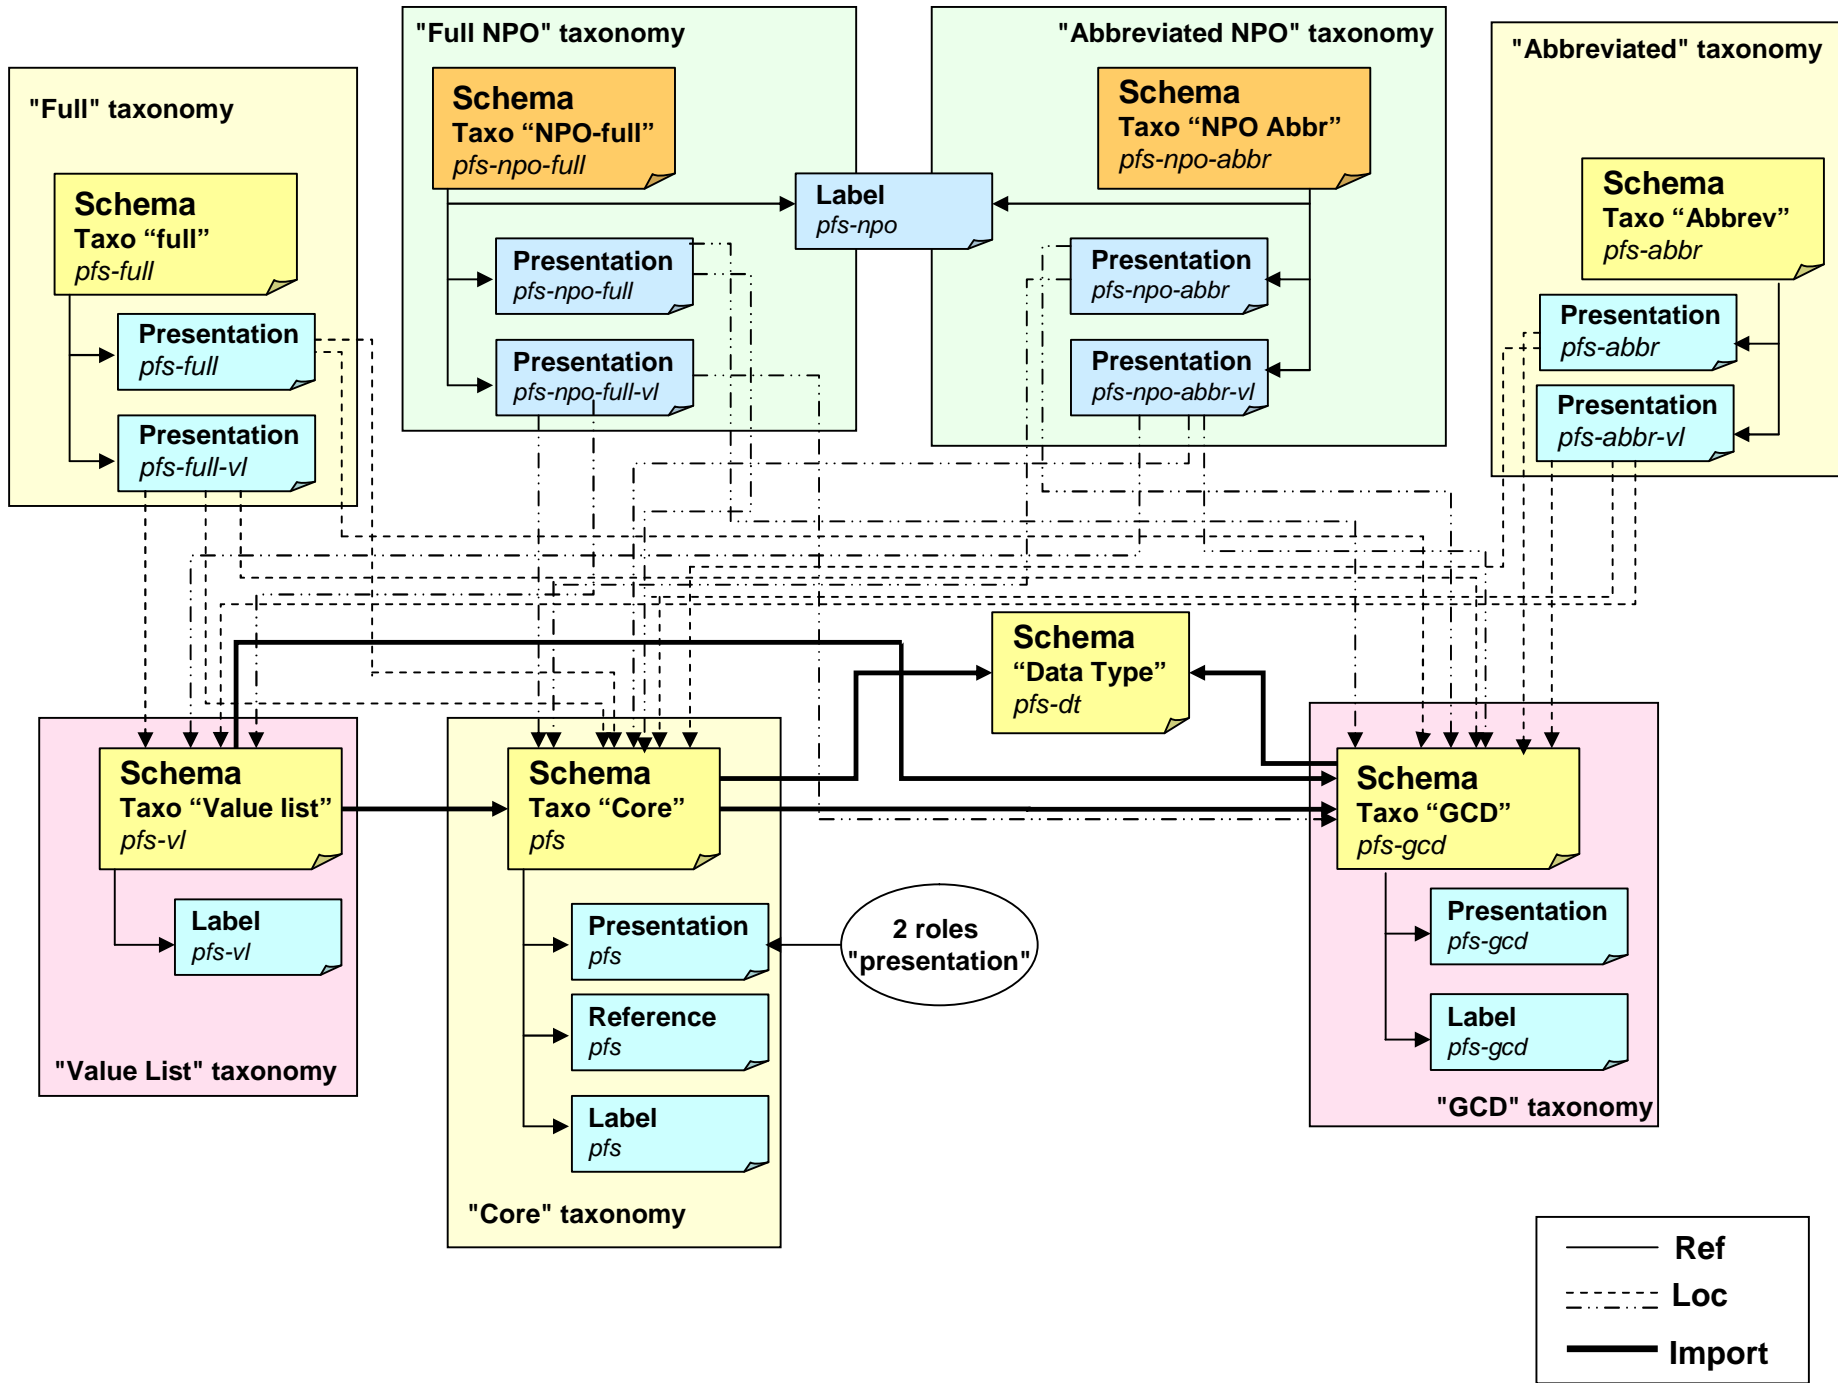 "Full NPO" taxonomy
"Abbreviated NPO" taxonomy
"Abbreviated" taxonomy
"Full" taxonomy
Schema
Taxo “NPO-full”
pfs-npo-full
Schema
Taxo “NPO Abbr”
pfs-npo-abbr
Schema
Taxo “full”
pfs-full
Label
pfs-npo
Schema
Taxo “Abbrev”
pfs-abbr
Presentation
pfs-npo-full
Presentation
pfs-npo-abbr
Presentation
pfs-full
Presentation
pfs-abbr
Presentation
pfs-npo-full-vl
Presentation
pfs-npo-abbr-vl
Presentation
pfs-full-vl
Presentation
pfs-abbr-vl
Schema
“Data Type”
pfs-dt
Schema
Taxo “Value list”
pfs-vl
Schema
Taxo “Core”
pfs
Schema
Taxo “GCD”
pfs-gcd
Label
pfs-vl
Presentation
pfs
2 roles
"presentation"
Presentation
pfs-gcd
Reference
pfs
Label
pfs-gcd
"Value List" taxonomy
Label
pfs
"GCD" taxonomy
"Core" taxonomy
Ref
Loc
Import